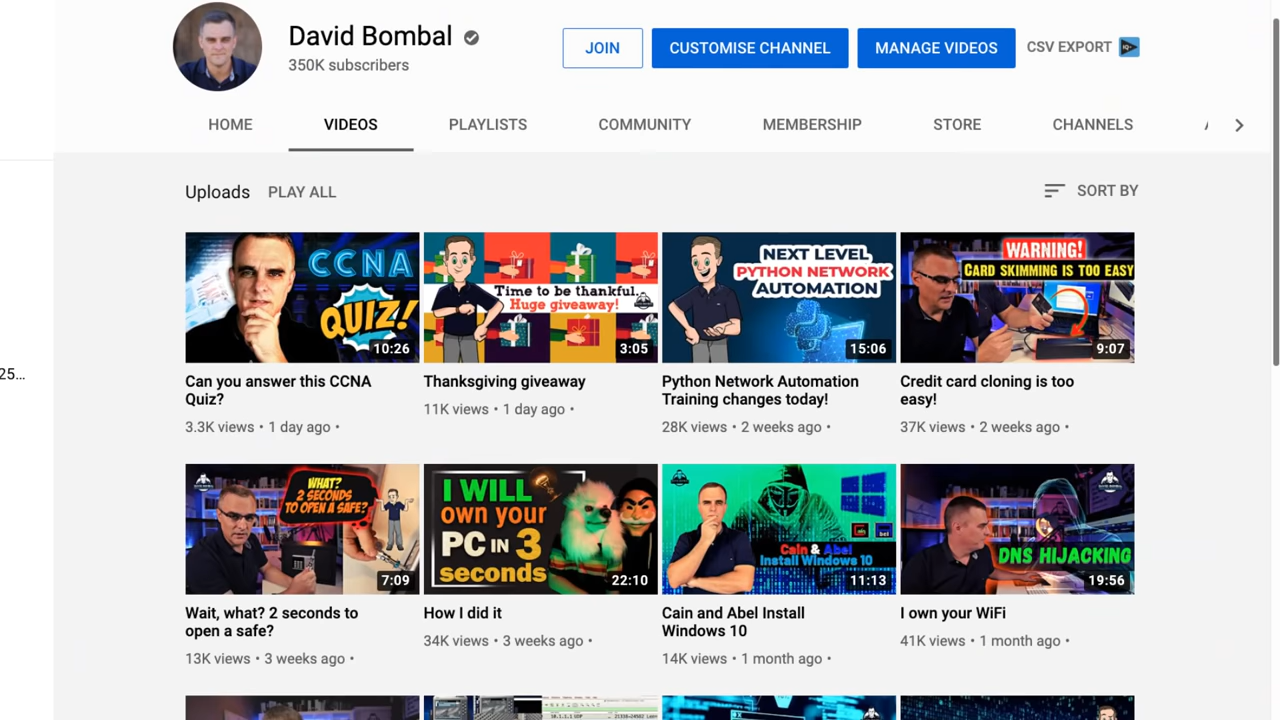 David Bombal
350K subscribers
JOIN
CUSTOMISE CHANNEL
MANAGE VIDEOS
CSV EXPORT
HOME
VIDEOS
PLAYLISTS
COMMUNITY
MEMBERSHIP
STORE
CHANNELS
Uploads
PLAY ALL
SORT BY
CCNA
QUIZ!
10:26
Time to be thankful..
Huge giveaway!
3:05
NEXT LEVEL
PYTHON NETWORK
AUTOMATION
15:06
WARNING!
CARD SKIMMING IS TOO EASY
9:07
25...
Can you answer this CCNA
Quiz?
3.3K views • 1 day ago •
Thanksgiving giveaway
11K views • 1 day ago •
Python Network Automation
Training changes today!
28K views • 2 weeks ago •
Credit card cloning is too
easy!
37K views • 2 weeks ago •
WHAT?
2 SECONDS
TO OPEN A SAFE?
7:09
I WILL
own your
PC IN 3
seconds
22:10
Cain & Abel
Install Windows 10
11:13
DNS HIJACKING
19:56
Wait, what? 2 seconds to
open a safe?
13K views • 3 weeks ago •
How I did it
34K views • 3 weeks ago •
Cain and Abel Install
Windows 10
14K views • 1 month ago •
I own your WiFi
41K views • 1 month ago •